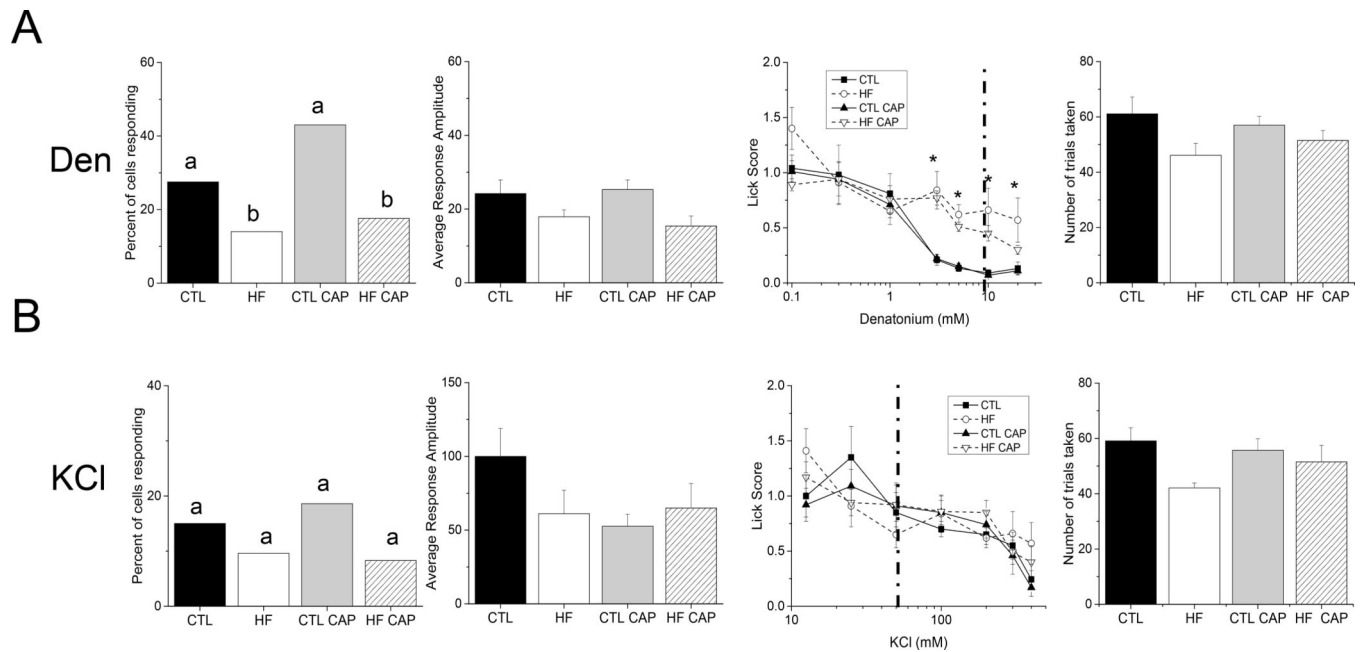 A
Den
Percent of cells responding
60
40
20
0
a
b
a
b
CTL
HF
CTL CAP
HF CAP
Average Response Amplitude
60
40
20
0
CTL
HF
CTL CAP
HF CAP
Lick Score
2.0
1.5
1.0
0.5
0.0
CTL
HF
CTL CAP
HF CAP
*
*
*
*
0.1
1
10
Denatonium (mM)
Number of trials taken
80
60
40
20
0
CTL
HF
CTL CAP
HF CAP
B
KCl
Percent of cells responding
40
20
0
a
a
a
a
CTL
HF
CTL CAP
HF CAP
Average Response Amplitude
150
100
50
0
CTL
HF
CTL CAP
HF CAP
Lick Score
2.0
1.5
1.0
0.5
0.0
CTL
HF
CTL CAP
HF CAP
10
100
KCl (mM)
Number of trials taken
80
60
40
20
0
CTL
HF
CTL CAP
HF CAP